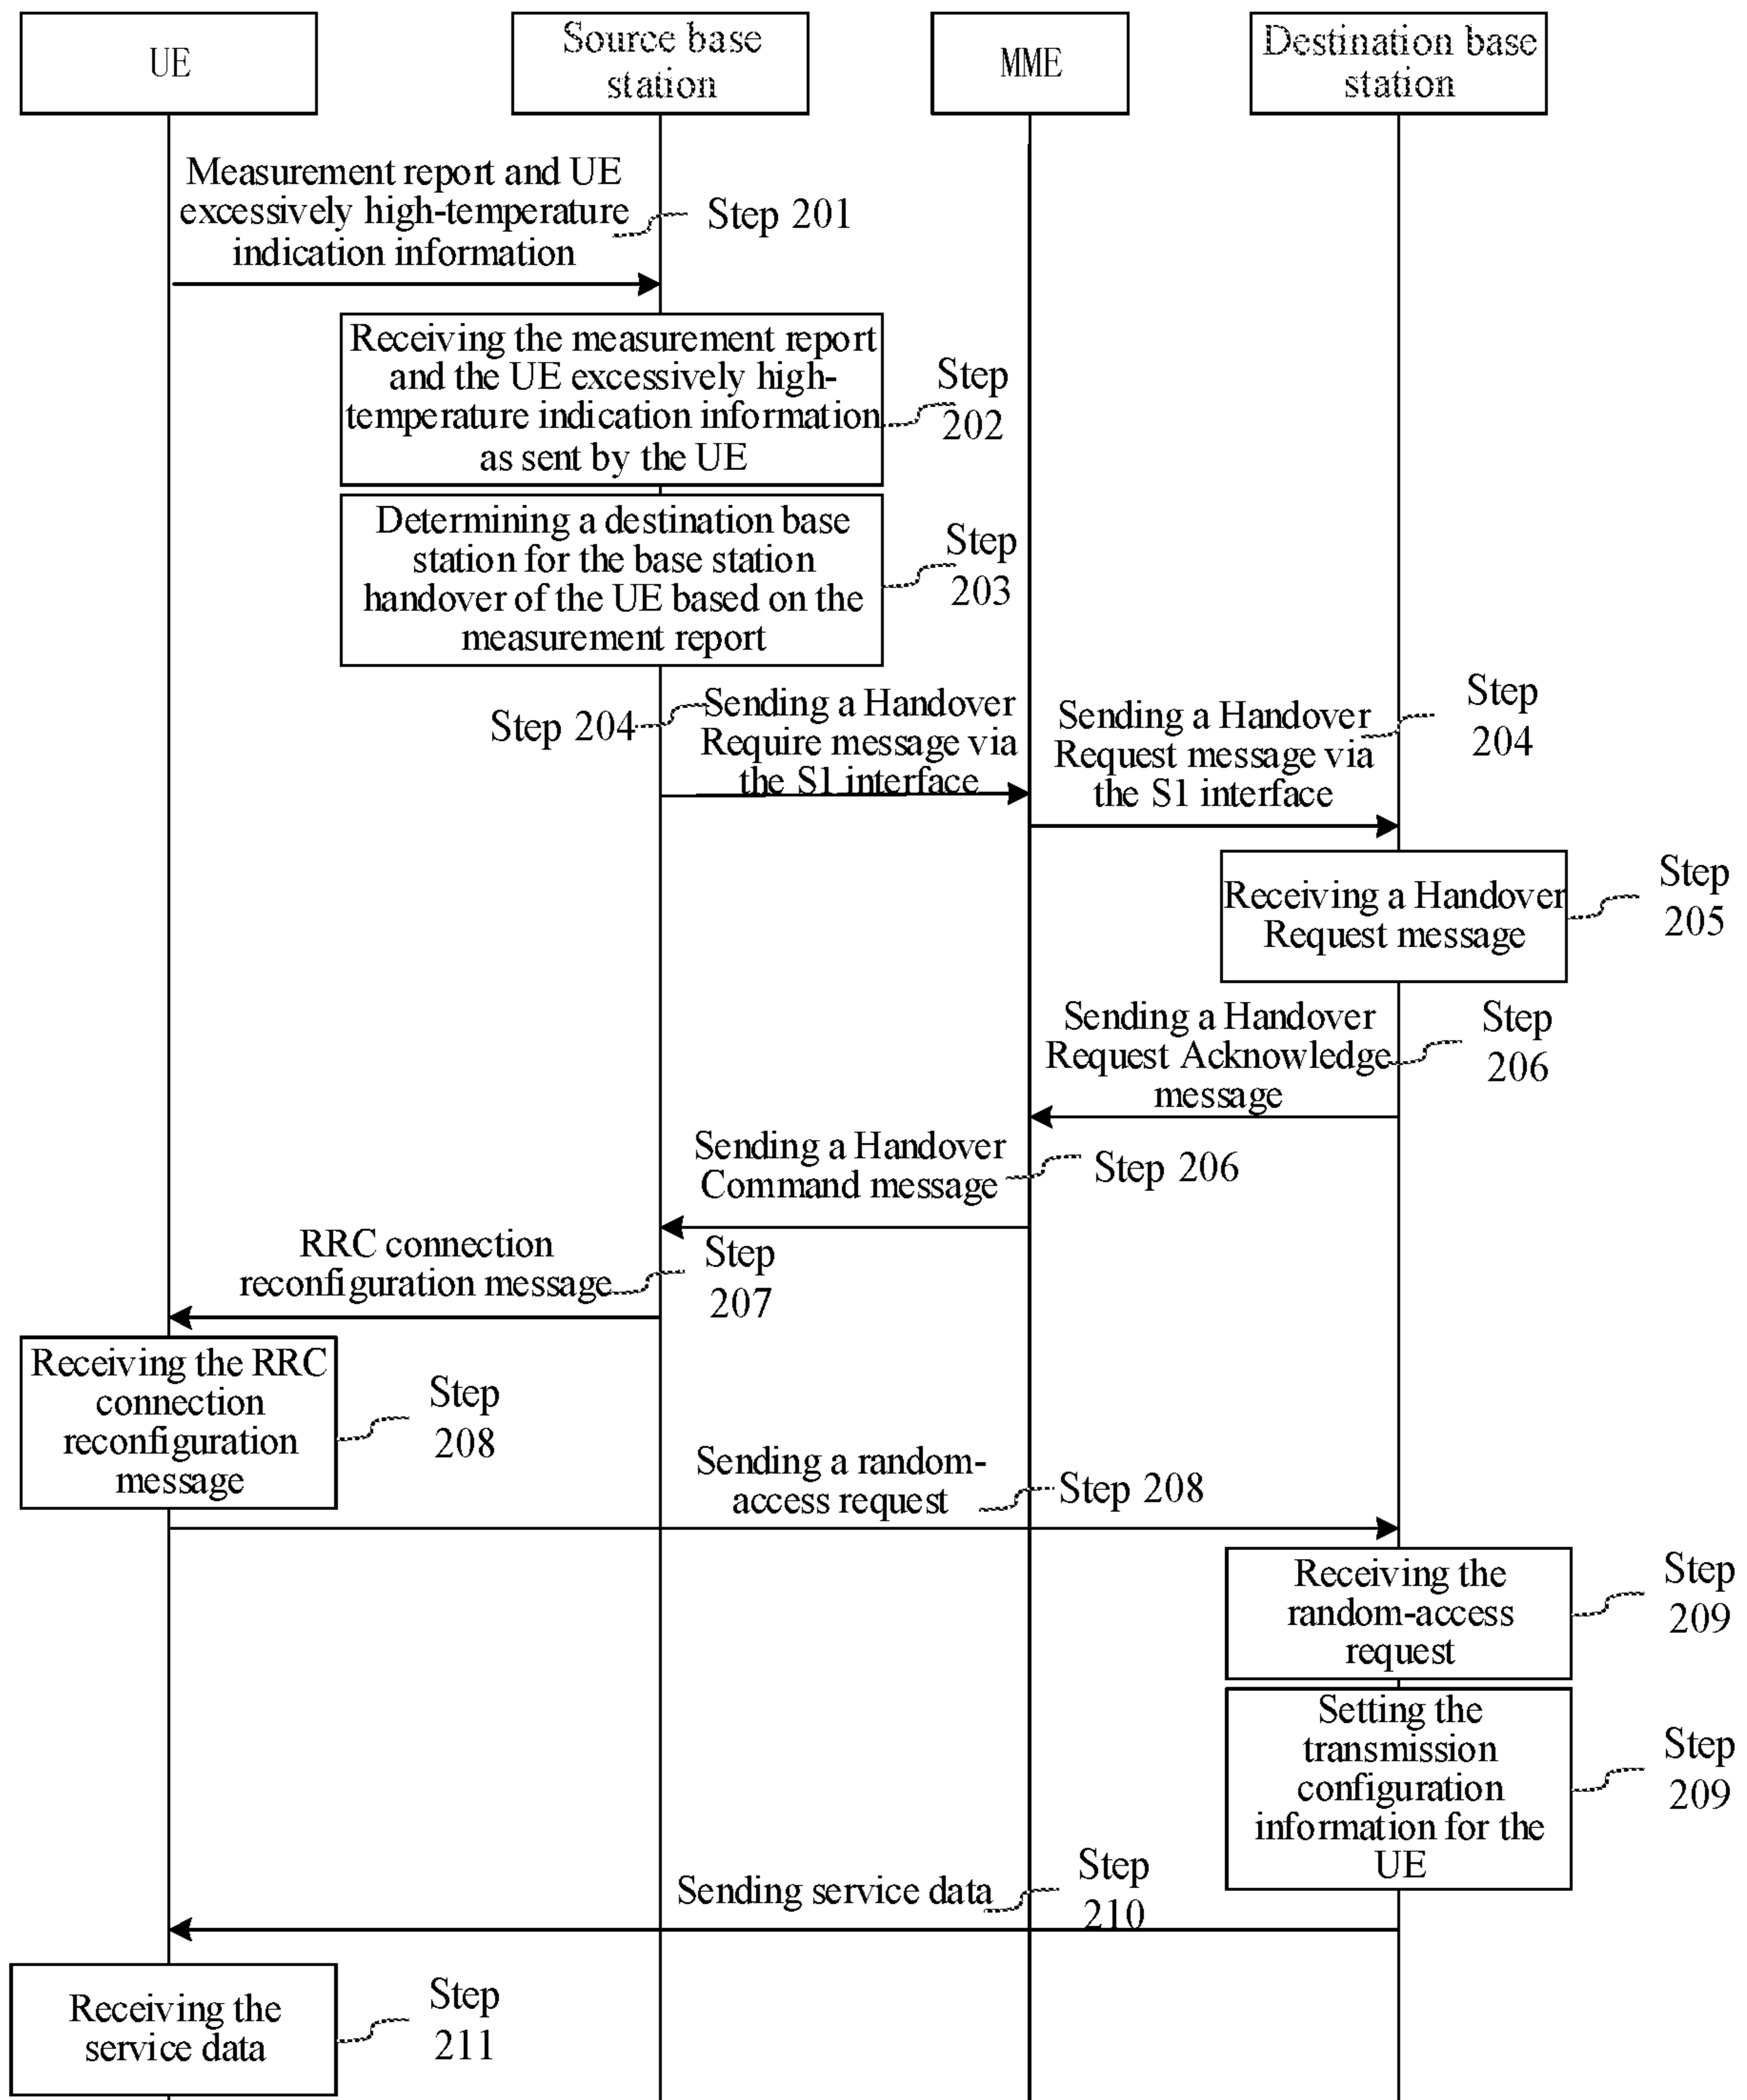 UE
Source base
station
MME
Destination base
station
Measurement report and UE
excessively high-temperature
indication information
Step 201
Receiving the measurement report
and the UE excessively high-
temperature indication information
as sent by the UE
Step
202
Determining a destination base
station for the base station
handover of the UE based on the
measurement report
Step
203
Step 204
Sending a Handover
Require message via
the S1 interface
Sending a Handover
Request message via
the S1 interface
Step
204
Receiving a Handover
Request message
Step
205
Sending a Handover
Request Acknowledge
message
Step
206
Sending a Handover
Command message
Step 206
RRC connection
reconfiguration message
Step
207
Receiving the RRC
connection
reconfiguration
message
Step
208
Sending a random-
access request
Step 208
Receiving the
random-access
request
Step
209
Setting the
transmission
configuration
information for the
UE
Step
209
Sending service data
Step
210
Receiving the
service data
Step
211